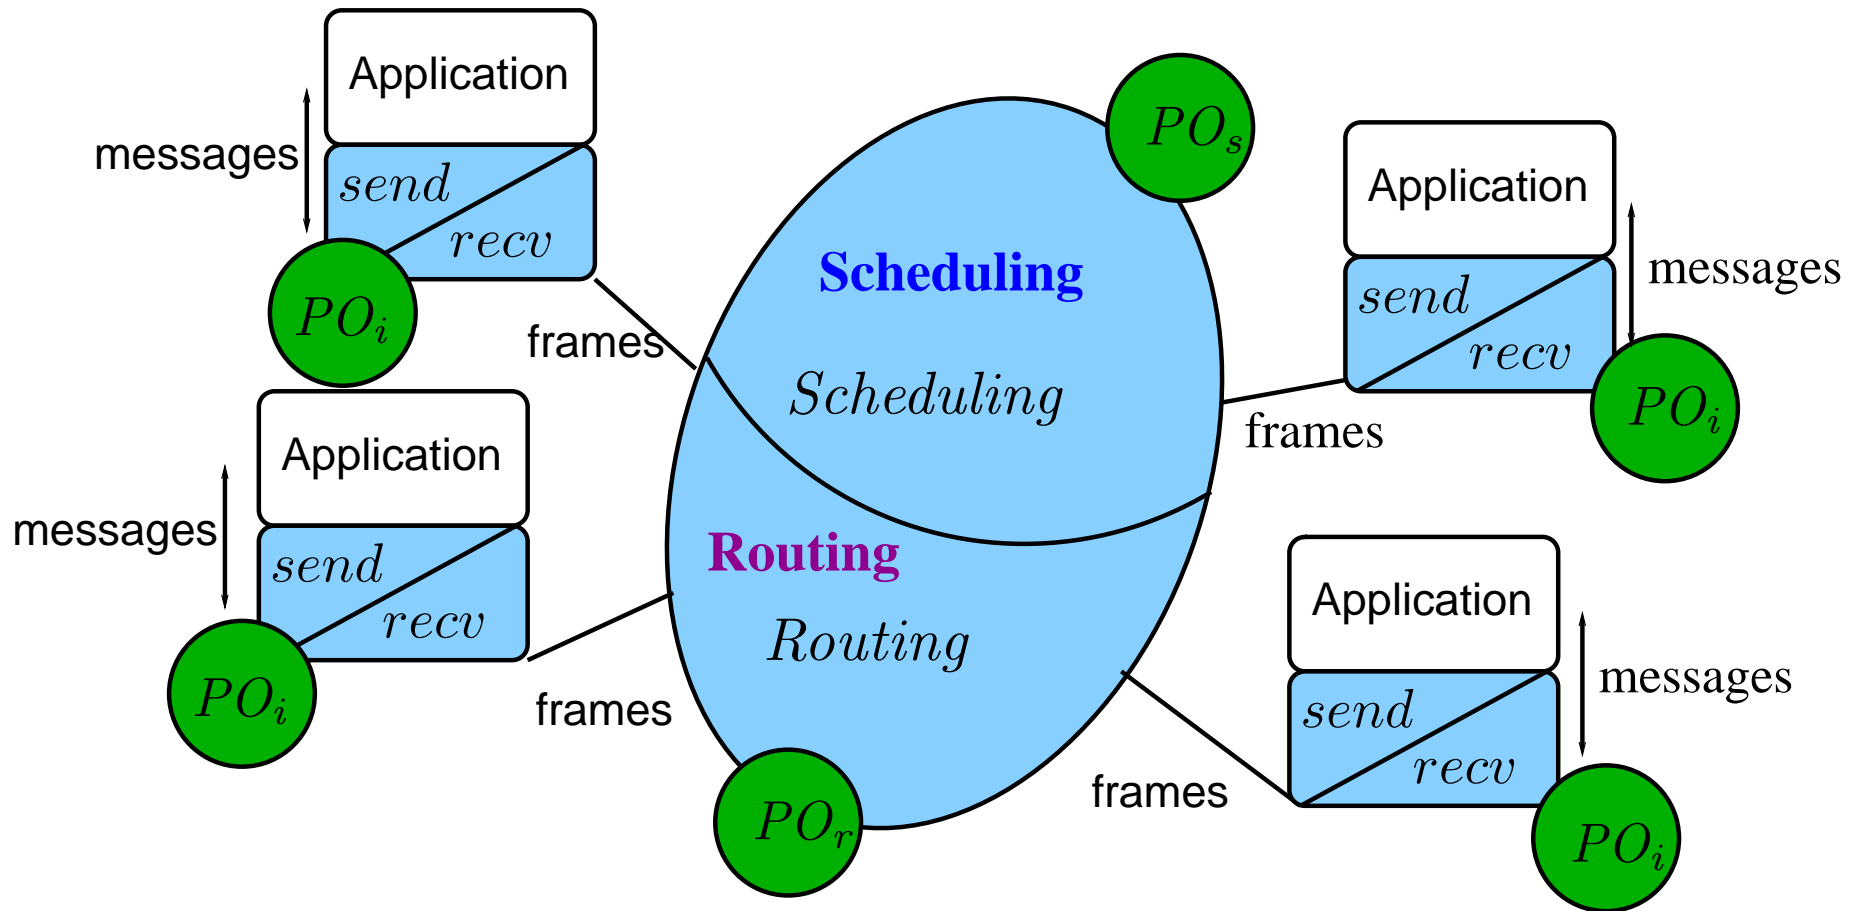 Application
messages
send
recv
PO_i
frames
Application
messages
send
recv
PO_i
frames
PO_s
Scheduling
Scheduling
Routing
Routing
PO_r
Application
messages
send
recv
PO_i
frames
Application
messages
send
recv
PO_i
frames